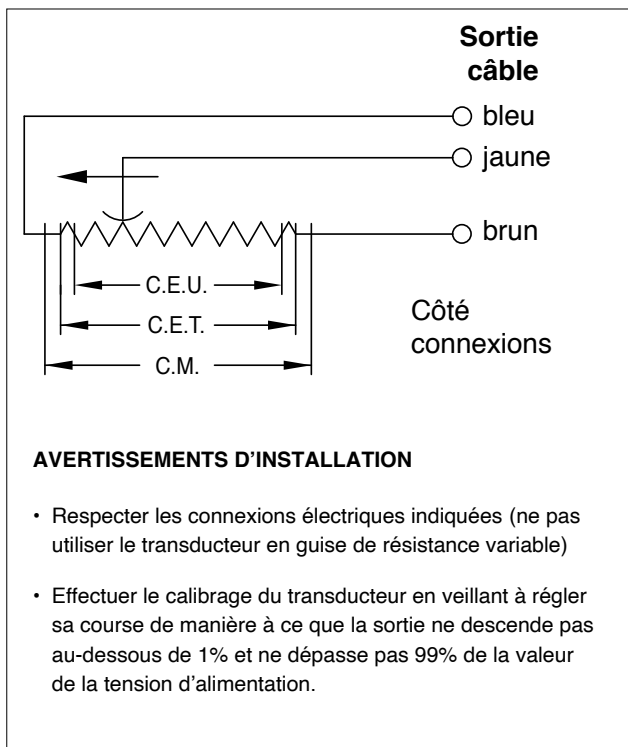 Sortie
câble
bleu
jaune
brun
C.E.U.
C.E.T.
C.M.
Côté
connexions
AVERTISSEMENTS D’INSTALLATION
• Respecter les connexions électriques indiquées (ne pas
utiliser le transducteur en guise de résistance variable)
• Effectuer le calibrage du transducteur en veillant à régler
sa course de manière à ce que la sortie ne descende pas
au-dessous de 1% et ne dépasse pas 99% de la valeur
de la tension d’alimentation.